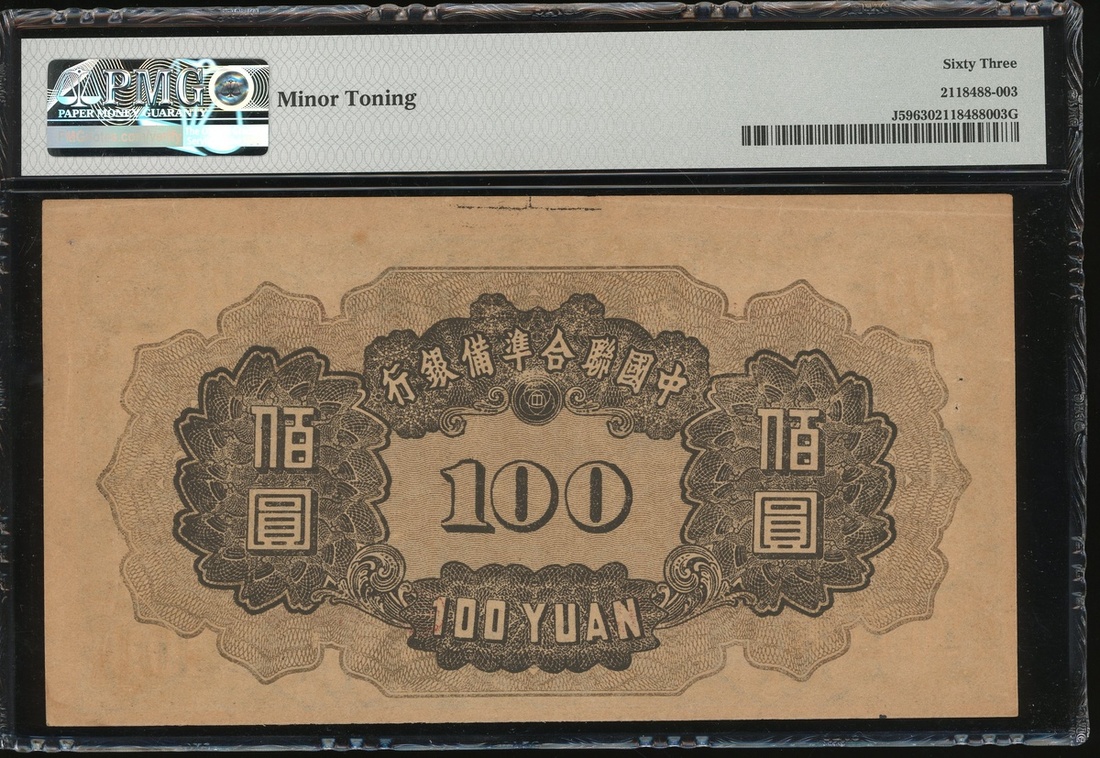 PMG
PAPER MONEY GUARANTY
Minor Toning
Sixty Three
2118488-003
J596302118488003G
行銀備準合聯國中
佰圓
100
佰圓
100 YUAN